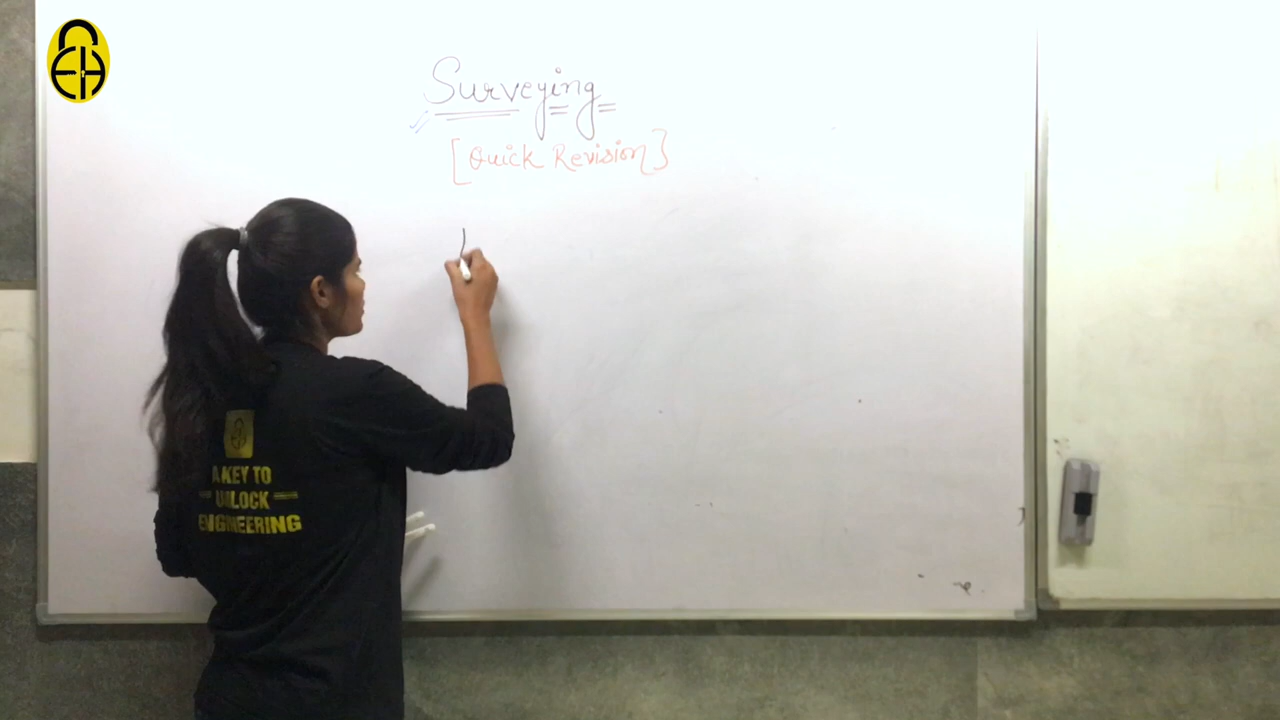 Surveying
[Quick Revision]
A KEY TO
UNLOCK
ENGINEERING